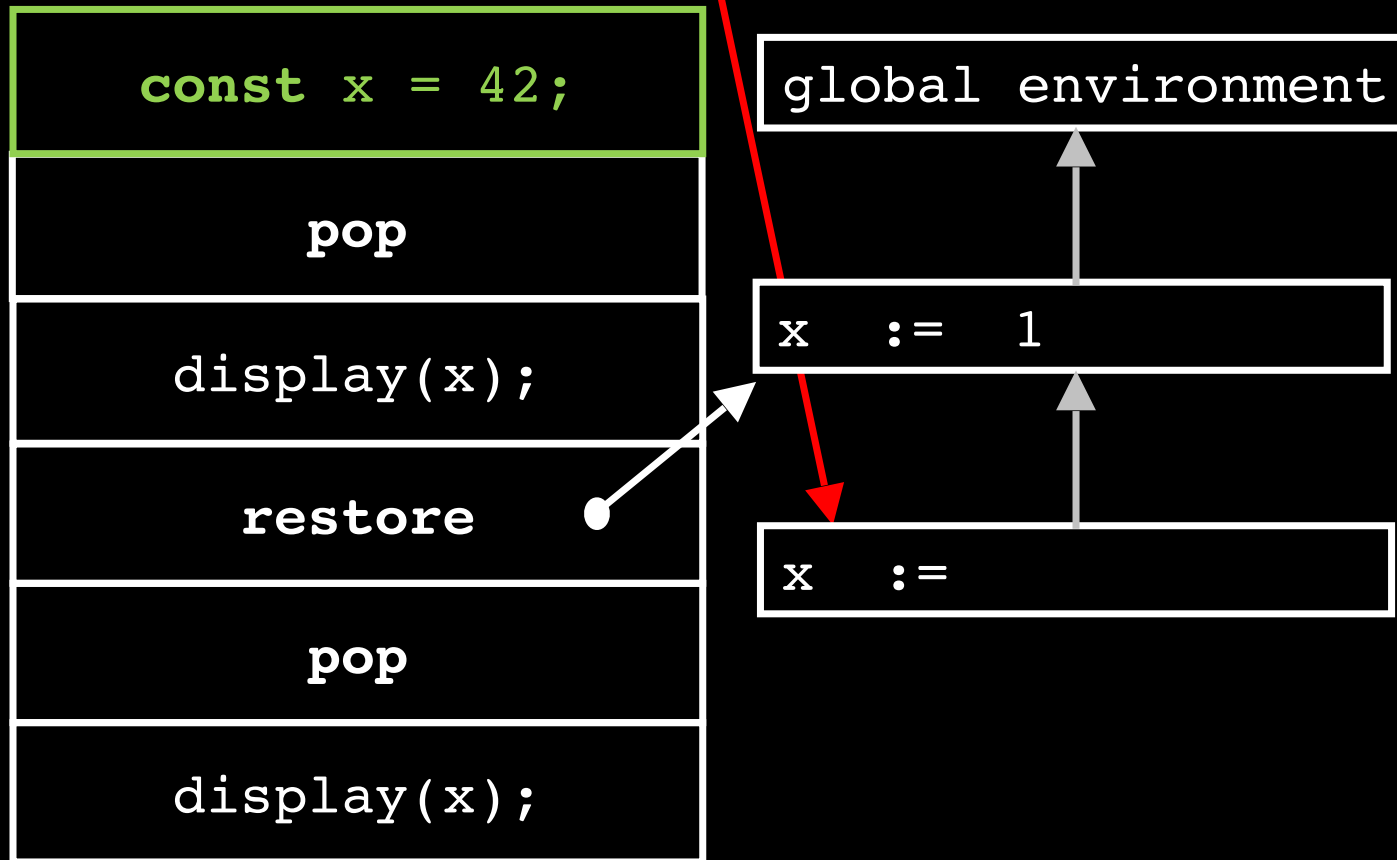 const x = 42;
pop
display(x);
restore
pop
display(x);
global environment
x := 1
x :=